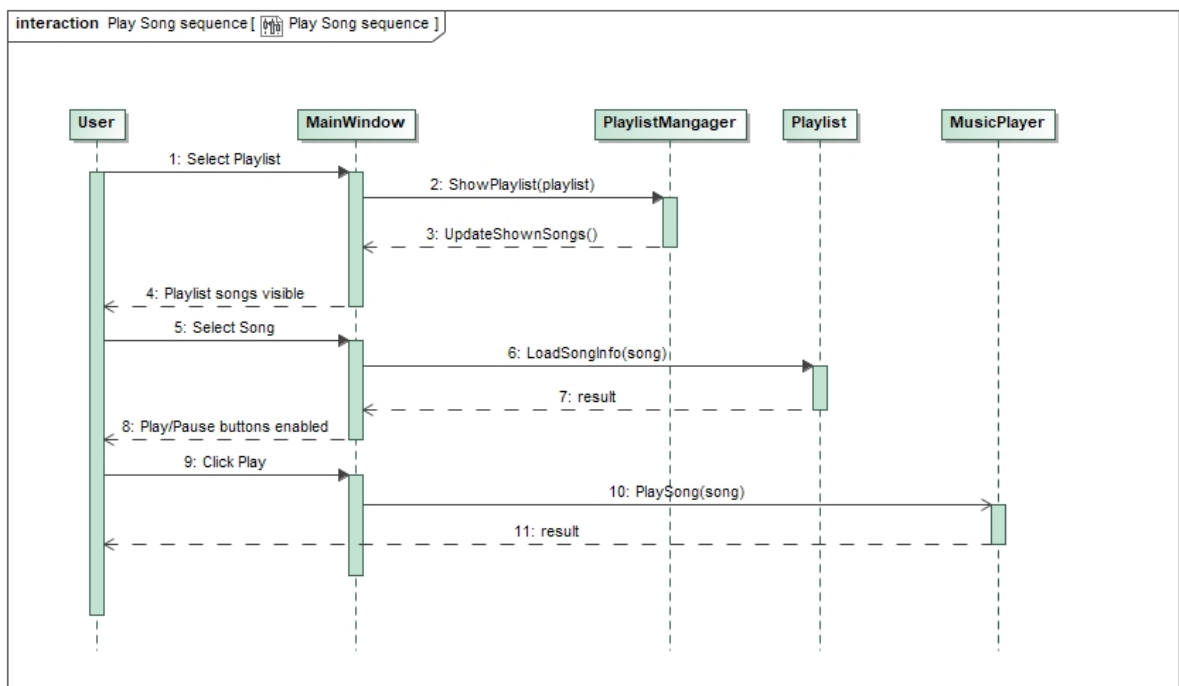 interaction Play Song sequence [ Play Song sequence ]
User
MainWindow
PlaylistMangager
Playlist
MusicPlayer
1: Select Playlist
2: ShowPlaylist(playlist)
3: UpdateShownSongs()
4: Playlist songs visible
5: Select Song
6: LoadSongInfo(song)
7: result
8: Play/Pause buttons enabled
9: Click Play
10: PlaySong(song)
11: result